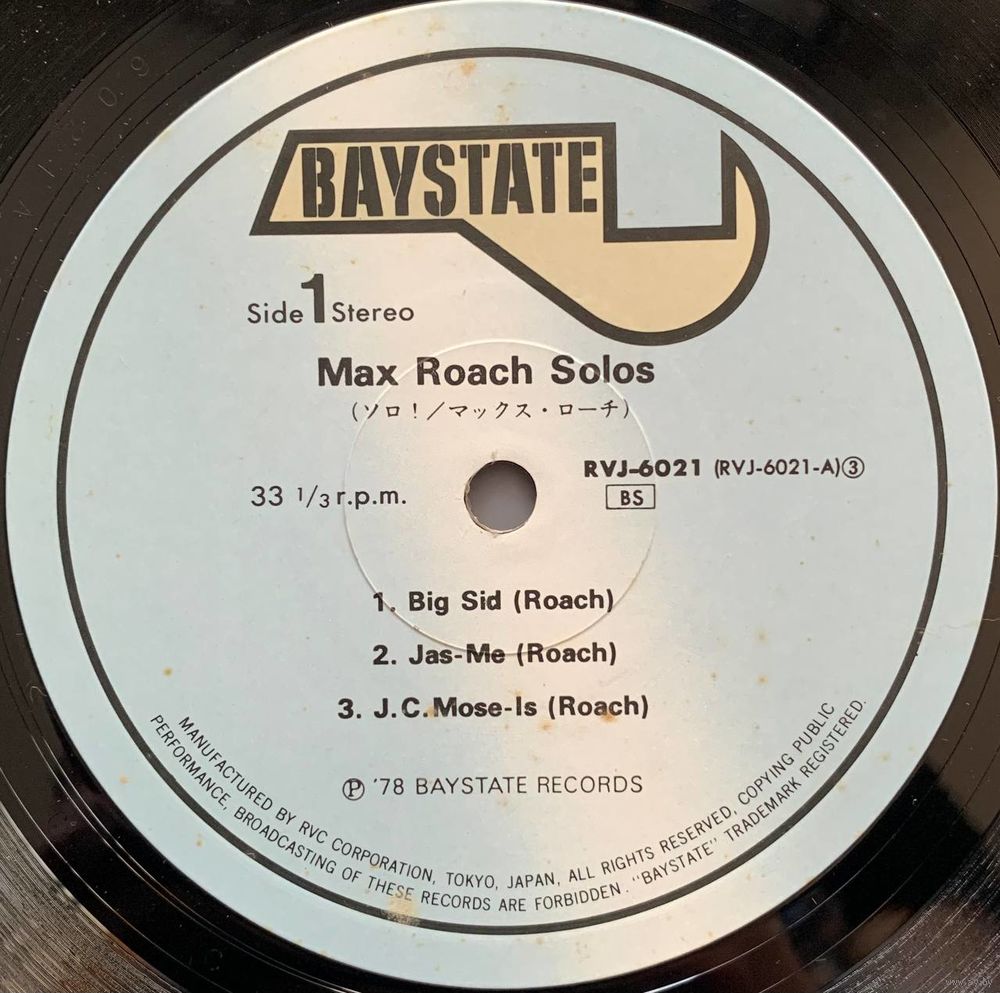 BAYSTATE
Side 1 Stereo
Max Roach Solos
(ソロ!/マックス・ローチ)
33 1/3 r.p.m.
RVJ-6021 (RVJ-6021-A)③
BS
1. Big Sid (Roach)
2. Jas-Me (Roach)
3. J.C.Mose-Is (Roach)
Ⓟ '78 BAYSTATE RECORDS
MANUFACTURED BY RVC CORPORATION, TOKYO, JAPAN, ALL RIGHTS RESERVED, COPYING PUBLIC
PERFORMANCE, BROADCASTING OF THESE RECORDS ARE FORBIDDEN. "BAYSTATE" TRADEMARK REGISTERED.